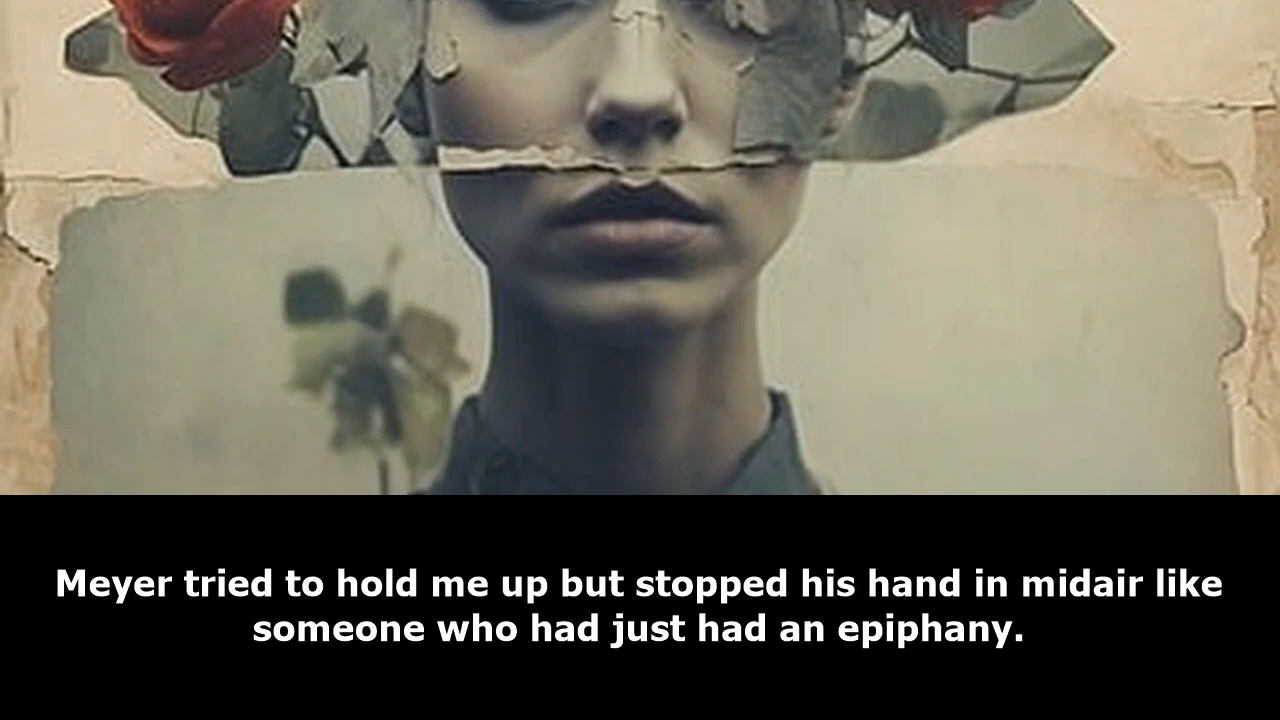 Meyer tried to hold me up but stopped his hand in midair like
someone who had just had an epiphany.